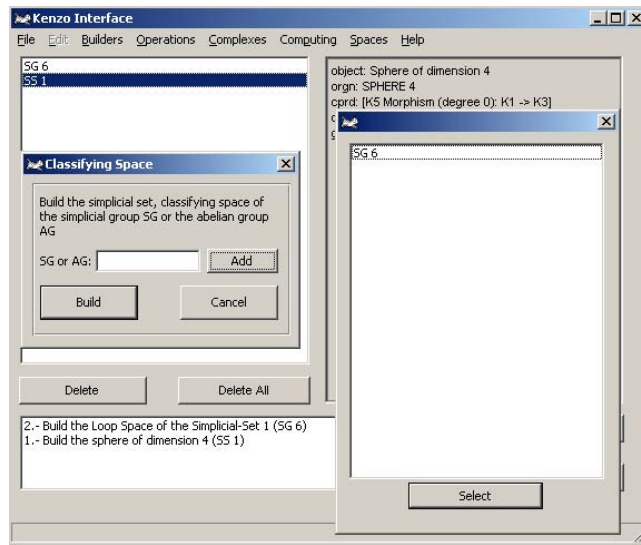 Kenzo Interface
File Edit Builders Operations Complexes Computing Spaces Help
SG 6
SS 1
object: Sphere of dimension 4
orgn: SPHERE 4
cprd: [K5 Morphism (degree 0): K1 -> K3]
Classifying Space
Build the simplicial set, classifying space of
the simplicial group SG or the abelian group
AG
SG or AG:
Add
Build
Cancel
SG 6
Select
Delete
Delete All
2.- Build the Loop Space of the Simplicial-Set 1 (SG 6)
1.- Build the sphere of dimension 4 (SS 1)